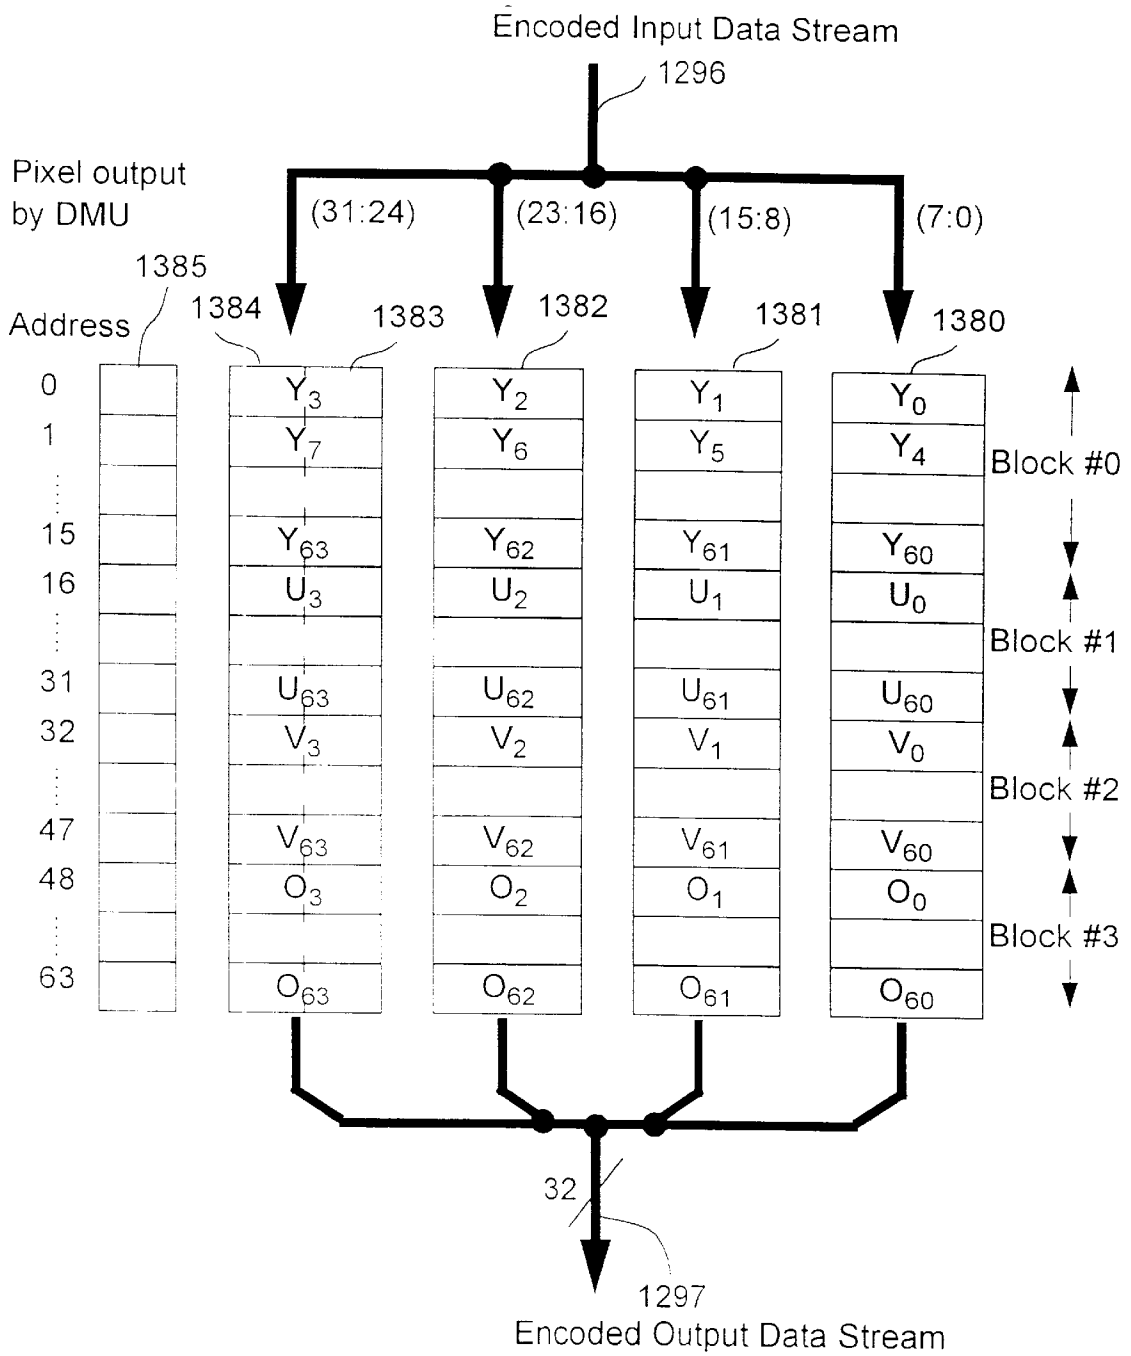 Encoded Input Data Stream
1296
Pixel output
by DMU
(31:24) (23:16) (15:8) (7:0)
1385
1384 1383 1382 1381 1380
Address
0 Y3 Y2 Y1 Y0
1 Y7 Y6 Y5 Y4
Block #0
15 Y63 Y62 Y61 Y60
16 U3 U2 U1 U0
Block #1
31 U63 U62 U61 U60
32 V3 V2 V1 V0
Block #2
47 V63 V62 V61 V60
48 O3 O2 O1 O0
Block #3
63 O63 O62 O61 O60
32
1297
Encoded Output Data Stream